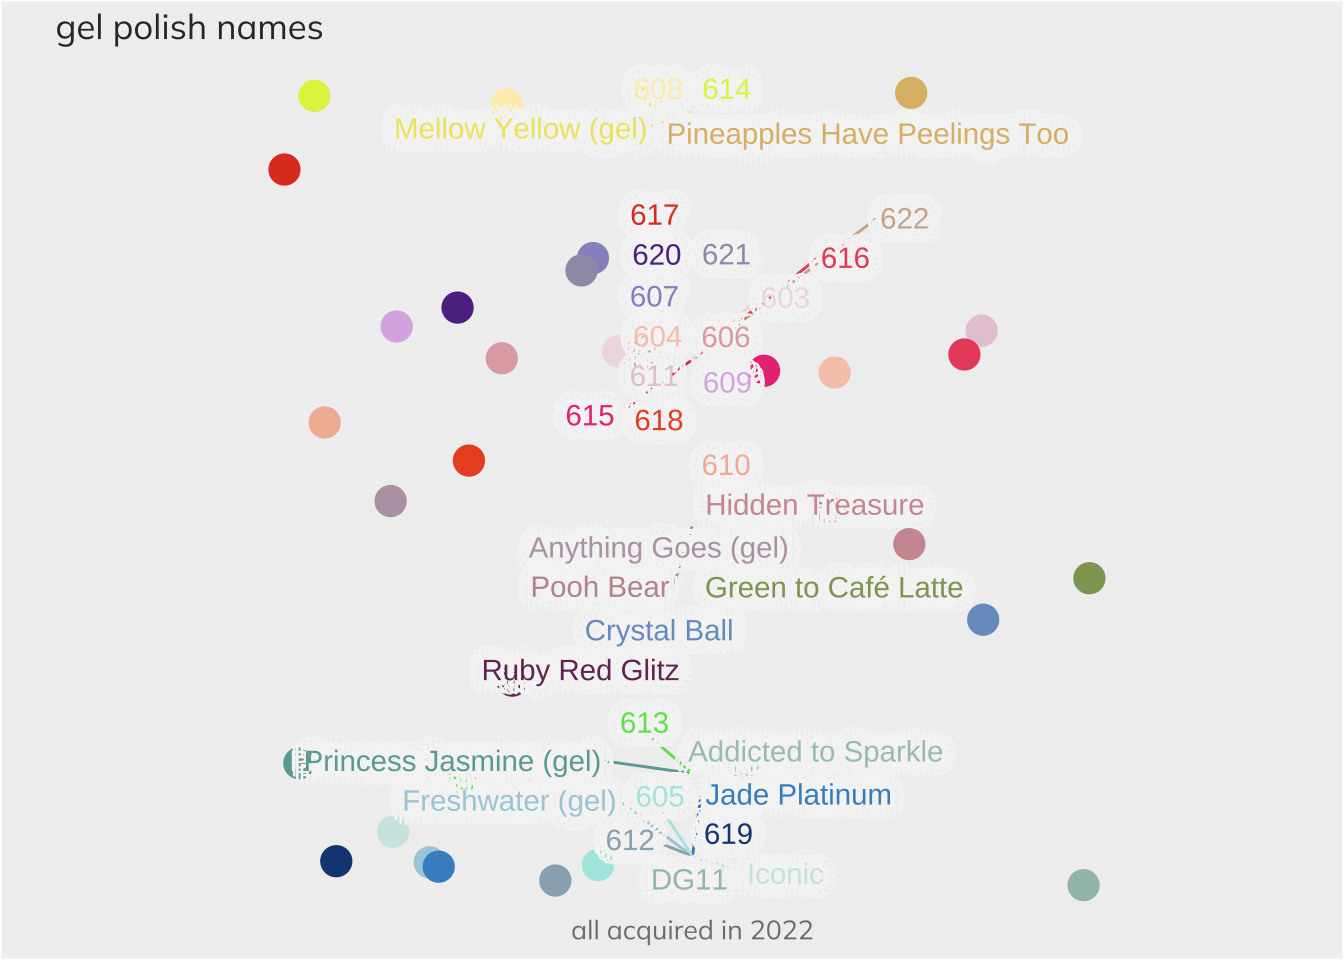 gel polish names
608 614
Mellow Yellow (gel) Pineapples Have Peelings Too
617 622
620 621 616
607 603
604 606
611 609
615 618
610
Hidden Treasure
Anything Goes (gel)
Pooh Bear Green to Café Latte
Crystal Ball
Ruby Red Glitz
613
Princess Jasmine (gel) Addicted to Sparkle
Freshwater (gel) 605 Jade Platinum
612 619
DG11 Iconic
all acquired in 2022